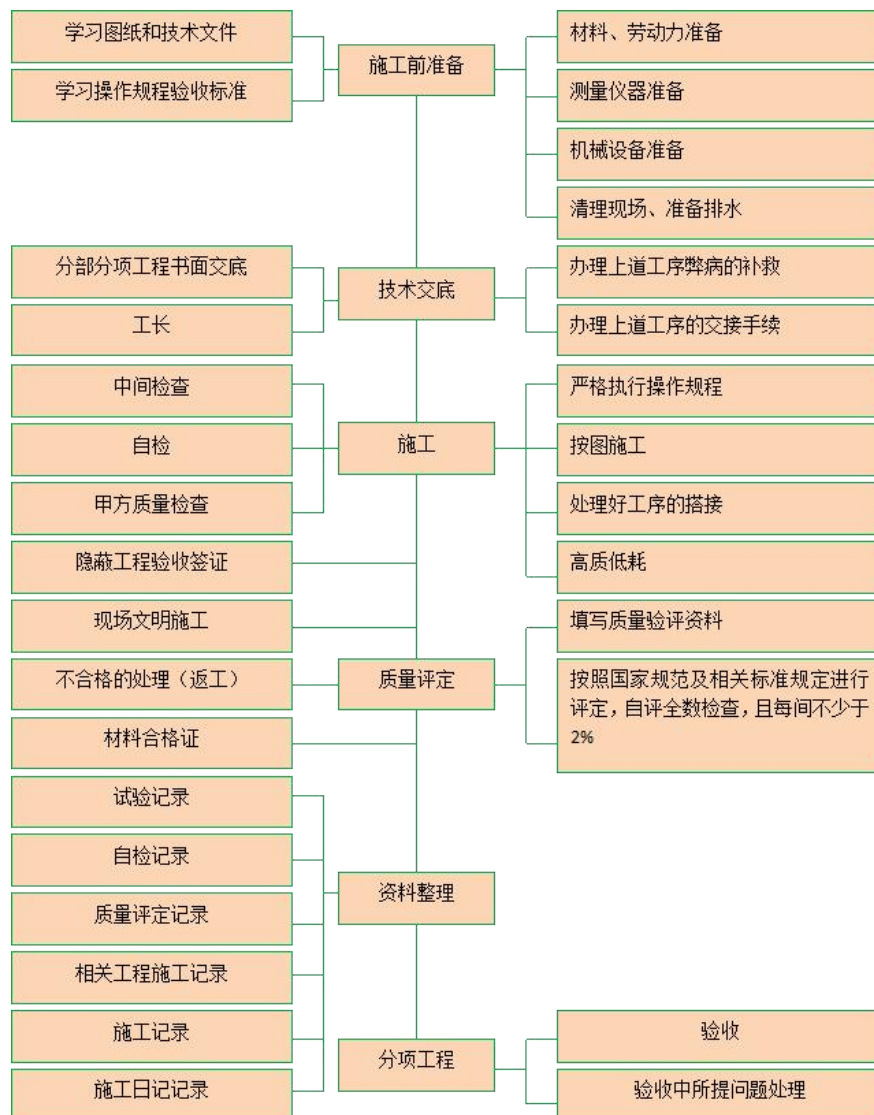 学习图纸和技术文件
学习操作规程验收标准
施工前准备
材料、劳动力准备
测量仪器准备
机械设备准备
清理现场、准备排水
分部分项工程书面交底
工长
技术交底
办理上道工序弊病的补救
办理上道工序的交接手续
中间检查
自检
甲方质量检查
施工
严格执行操作规程
按图施工
处理好工序的搭接
高质低耗
隐蔽工程验收签证
现场文明施工
不合格的处理（返工）
质量评定
填写质量验评资料
按照国家规范及相关标准规定进行
评定，自评全数检查，且每间不少于
2%
材料合格证
试验记录
自检记录
质量评定记录
相关工程施工记录
施工记录
施工日记记录
资料整理
分项工程
验收
验收中所提问题处理